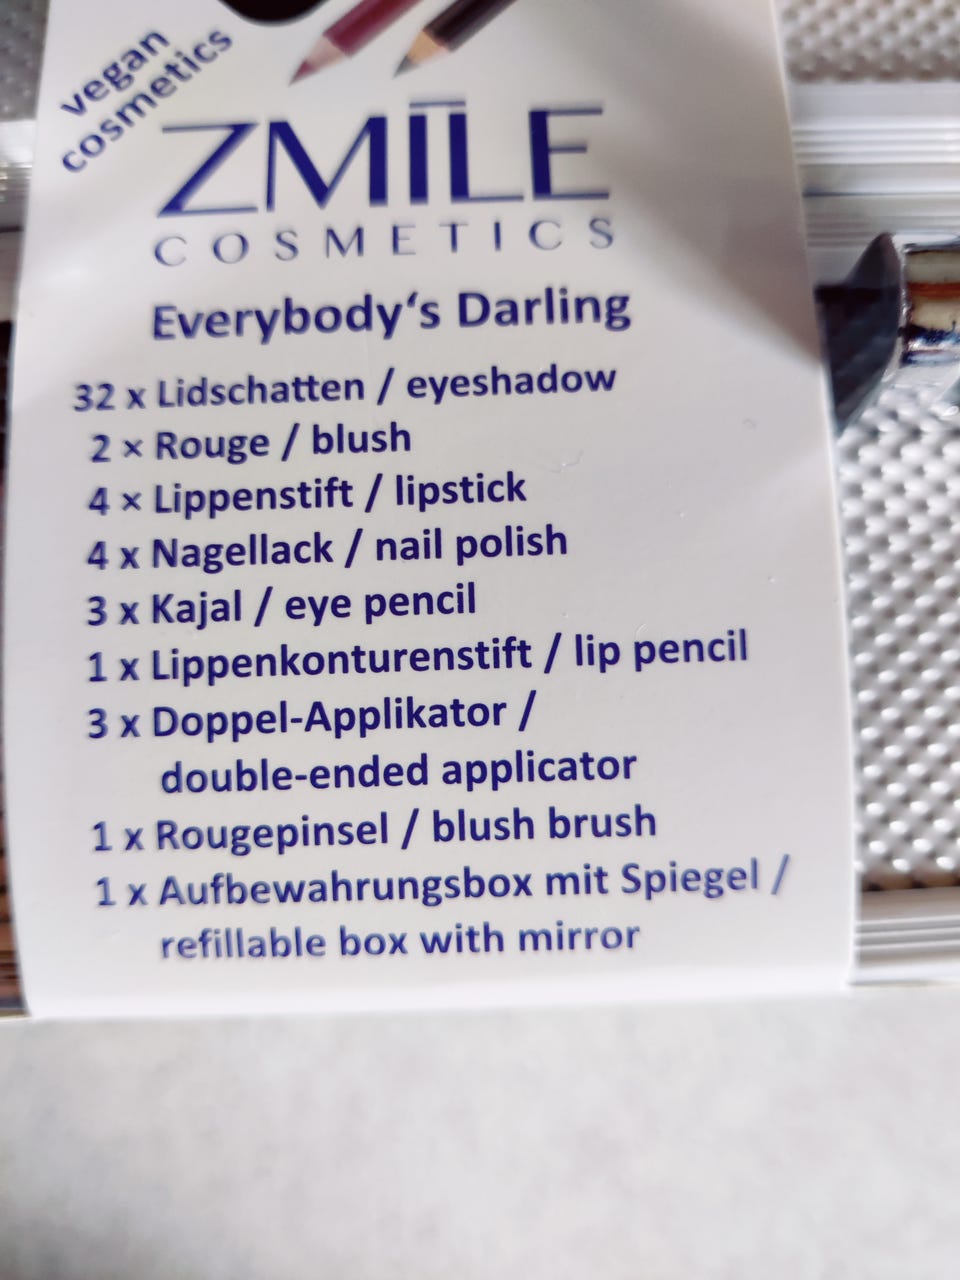 vegan
cosmetics
ZMĪLE
COSMETICS
Everybody‘s Darling
32 x Lidschatten / eyeshadow
2 × Rouge / blush
4 × Lippenstift / lipstick
4 x Nagellack / nail polish
3 x Kajal / eye pencil
1 x Lippenkonturenstift / lip pencil
3 x Doppel-Applikator /
double-ended applicator
1 x Rougepinsel / blush brush
1 x Aufbewahrungsbox mit Spiegel /
refillable box with mirror